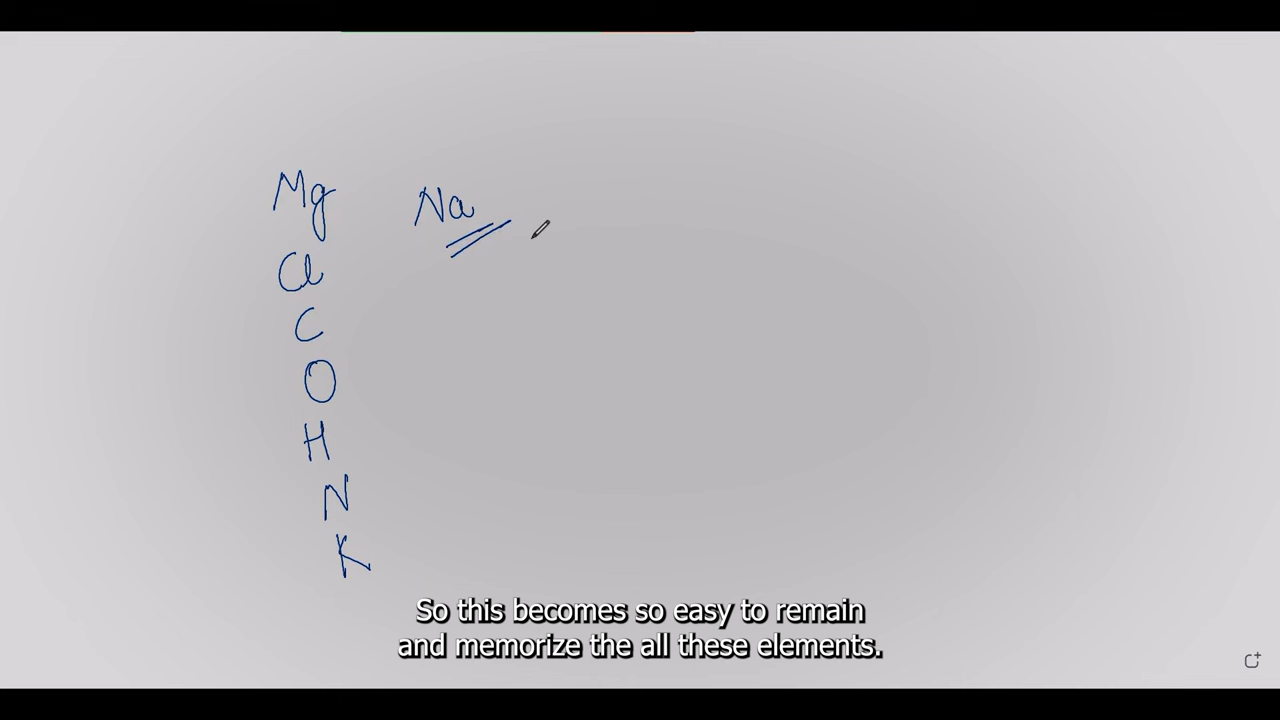 Mg
Na
Cl
C
O
H
N
K
So this becomes so easy to remain
and memorize the all these elements.